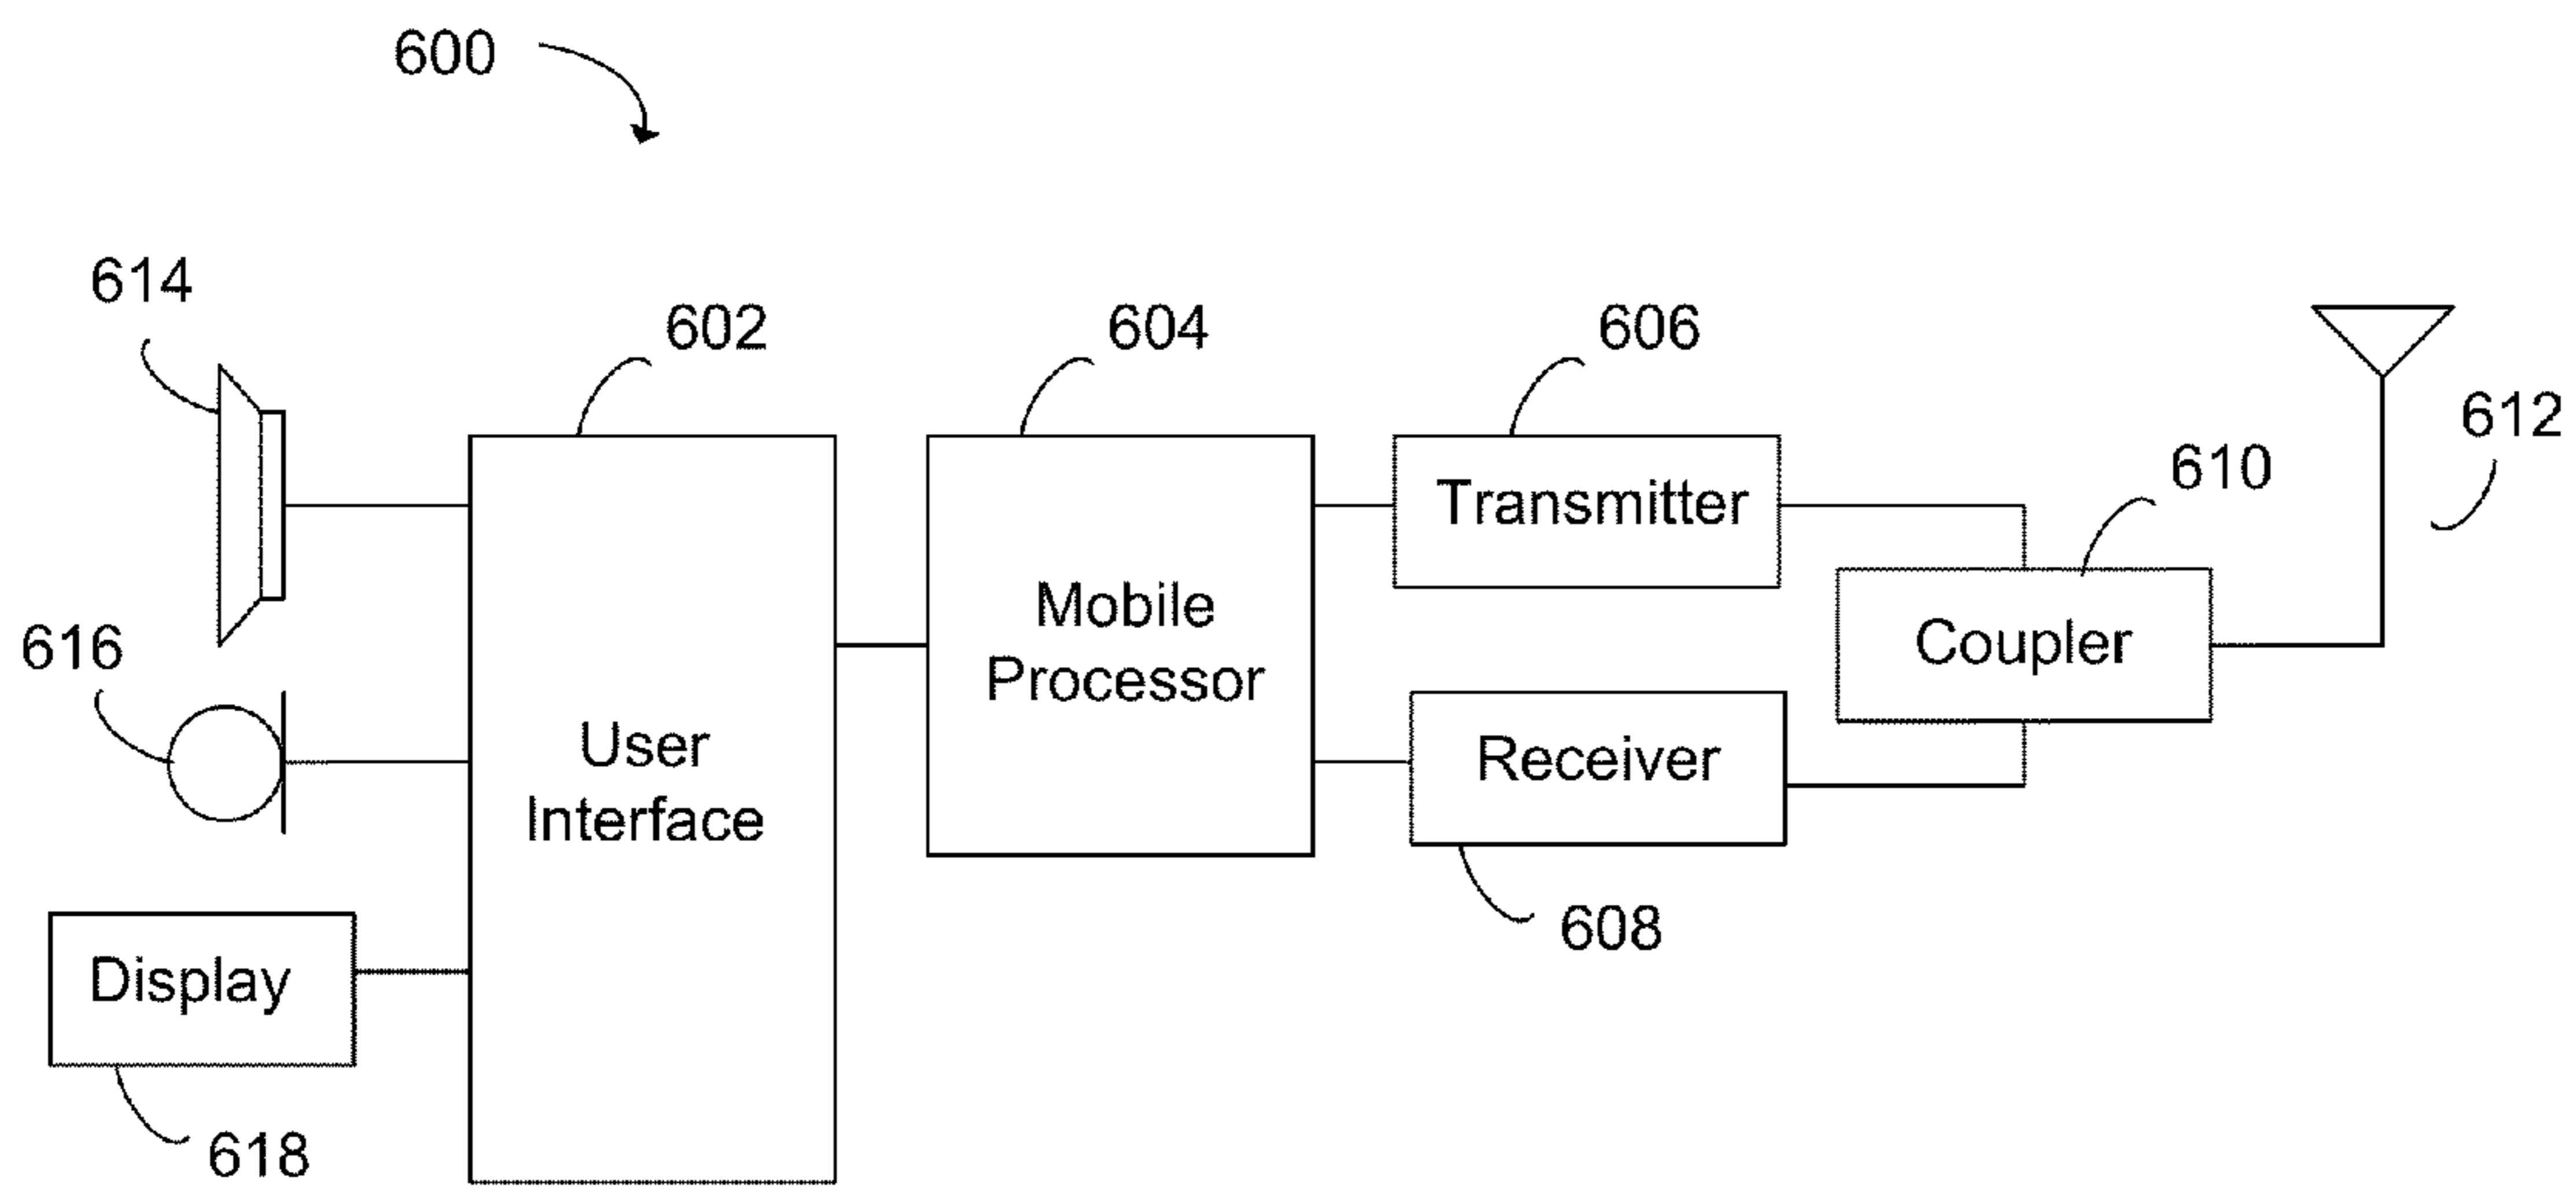 600
614
602
604
606
612
610
Transmitter
Mobile
Processor
Coupler
616
User
Interface
Receiver
608
Display
618